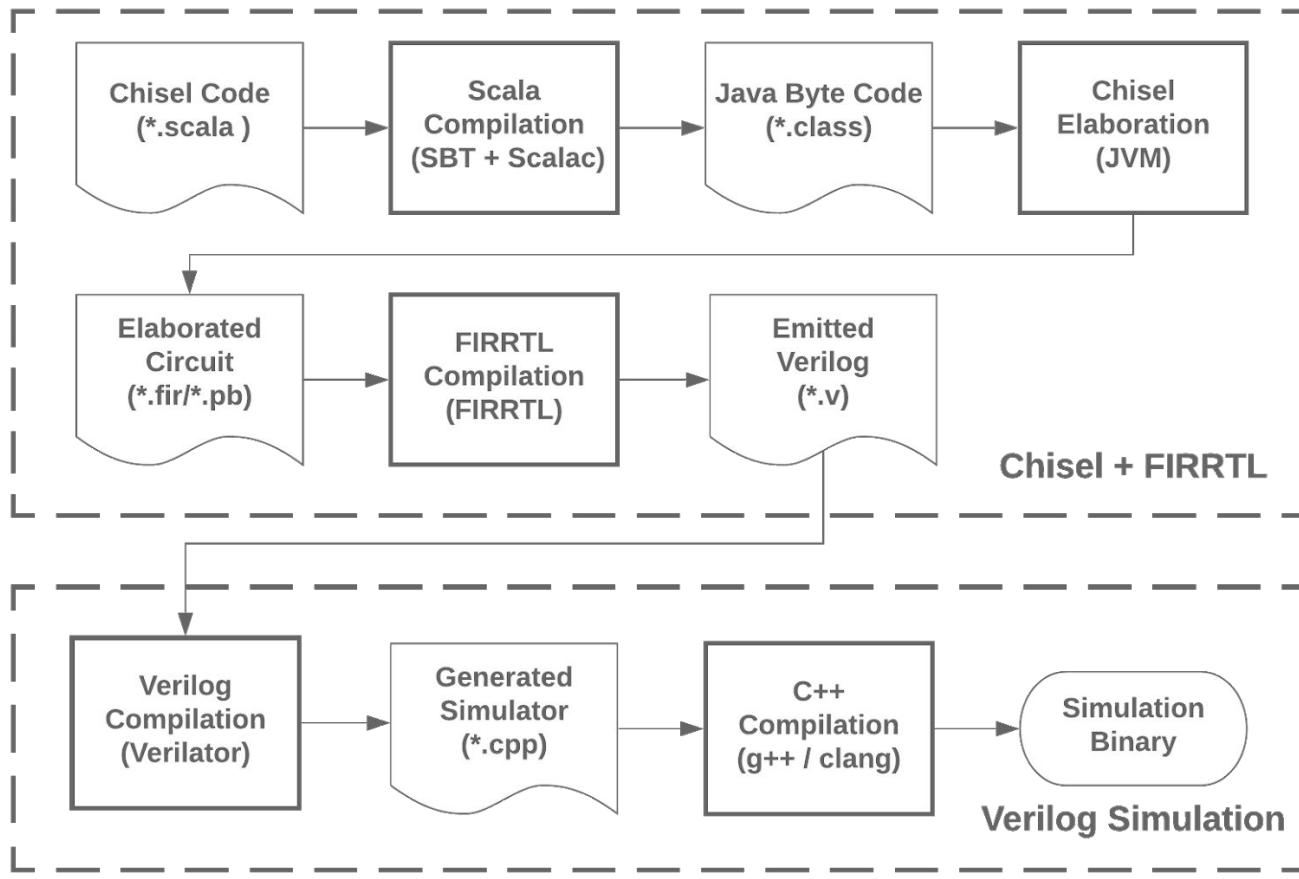 Chisel Code
(*.scala )
Scala
Compilation
(SBT + Scalac)
Java Byte Code
(*.class)
Chisel
Elaboration
(JVM)
Elaborated
Circuit
(*.fir/*.pb)
FIRRTL
Compilation
(FIRRTL)
Emitted
Verilog
(*.v)
Chisel + FIRRTL
Verilog
Compilation
(Verilator)
Generated
Simulator
(*.cpp)
C++
Compilation
(g++ / clang)
Simulation
Binary
Verilog Simulation